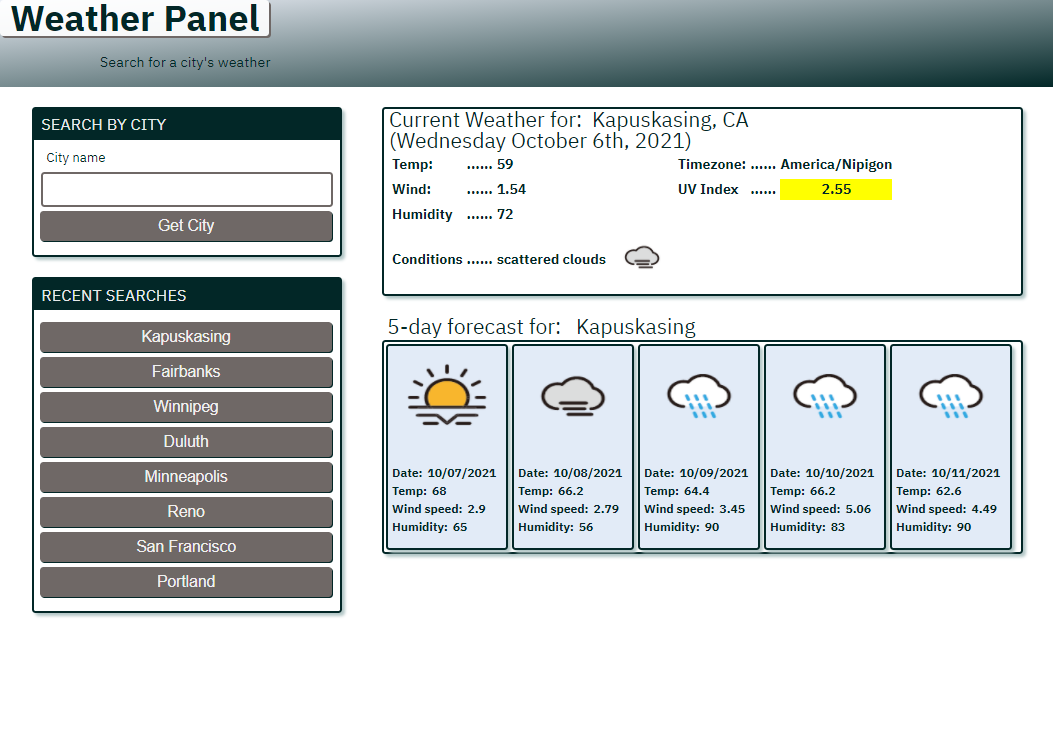 Weather Panel
Search for a city's weather
SEARCH BY CITY
City name
Get City
RECENT SEARCHES
Kapuskasing
Fairbanks
Winnipeg
Duluth
Minneapolis
Reno
San Francisco
Portland
Current Weather for: Kapuskasing, CA
(Wednesday October 6th, 2021)
Temp: ...... 59 Timezone: ...... America/Nipigon
Wind: ...... 1.54 UV Index ...... 2.55
Humidity ...... 72
Conditions ...... scattered clouds
5-day forecast for: Kapuskasing
Date: 10/07/2021
Temp: 68
Wind speed: 2.9
Humidity: 65
Date: 10/08/2021
Temp: 66.2
Wind speed: 2.79
Humidity: 56
Date: 10/09/2021
Temp: 64.4
Wind speed: 3.45
Humidity: 90
Date: 10/10/2021
Temp: 66.2
Wind speed: 5.06
Humidity: 83
Date: 10/11/2021
Temp: 62.6
Wind speed: 4.49
Humidity: 90